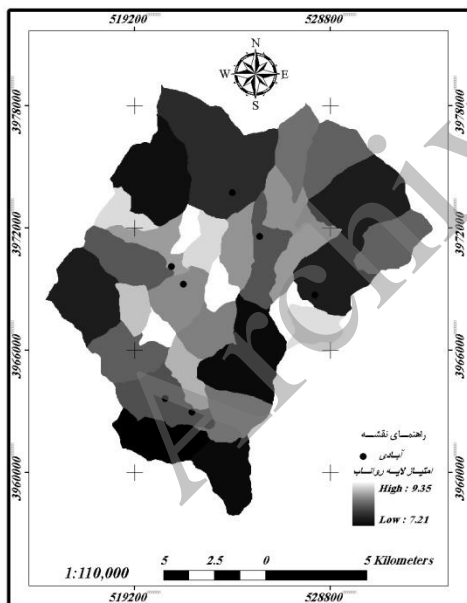 519200 528800
N
W E
S
3978000 3978000
3972000 3972000
3966000 3966000
3960000 3960000
Archiv
راهنمای نقشه
آبادی
امتیاز لایه رواناب
High : 9.35
Low : 7.21
1:110,000
5 2.5 0 5 Kilometers
519200 528800